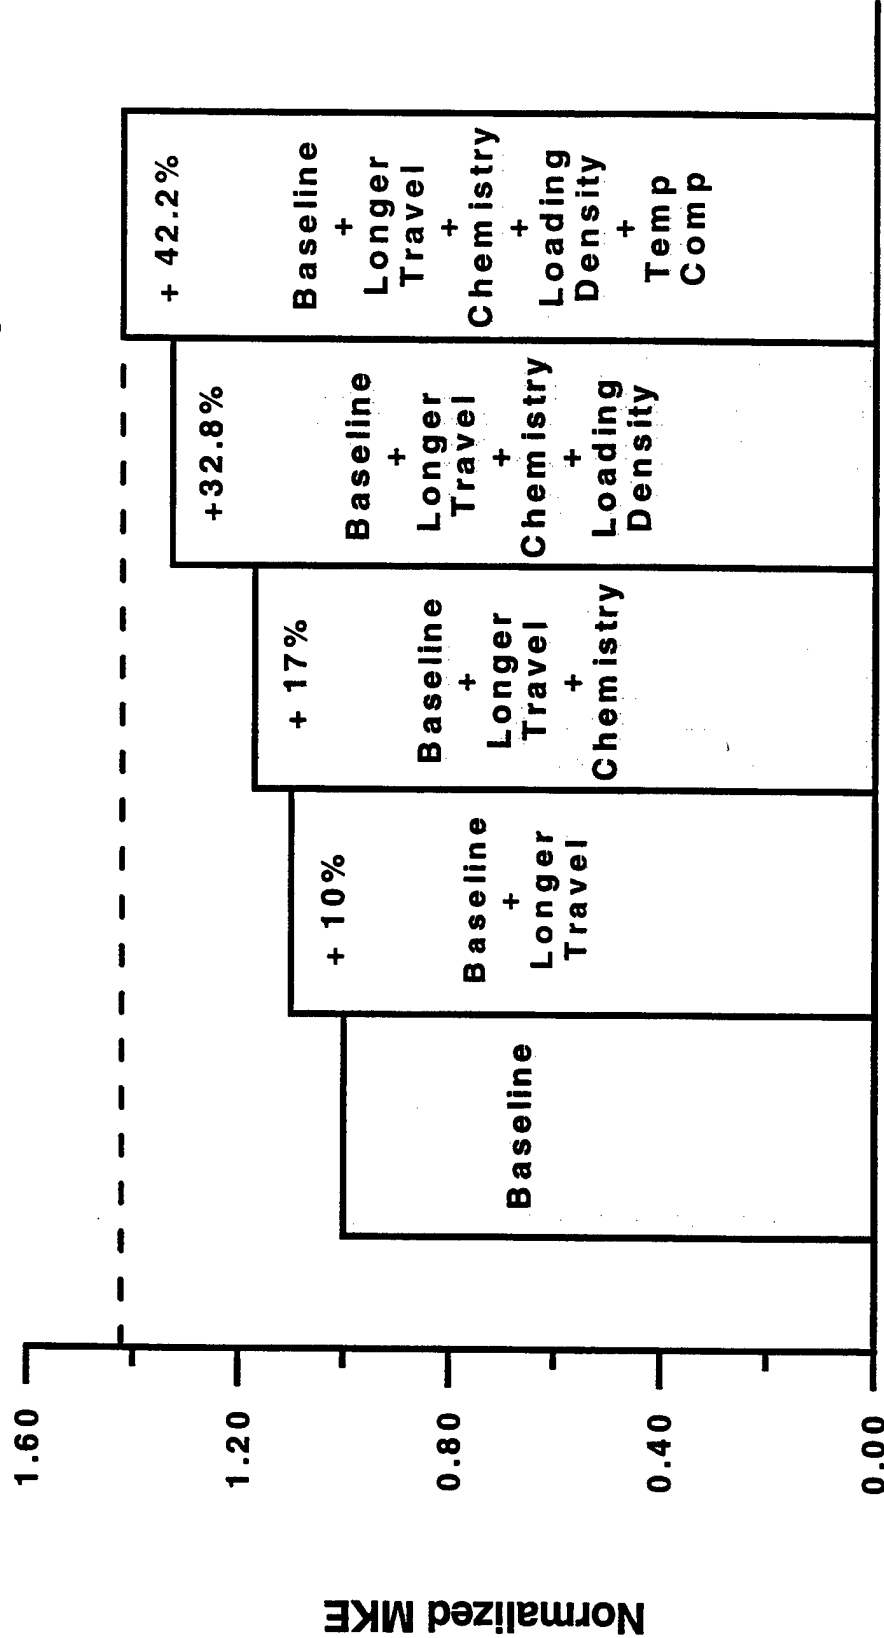 Normalized MKE
1.60
1.20
0.80
0.40
0.00
Baseline
+ 10%
Baseline
+
Longer
Travel
+ 17%
Baseline
+
Longer
Travel
+
Chemistry
+32.8%
Baseline
+
Longer
Travel
+
Chemistry
+
Loading
Density
+ 42.2%
Baseline
+
Longer
Travel
+
Chemistry
+
Loading
Density
+
Temp
Comp